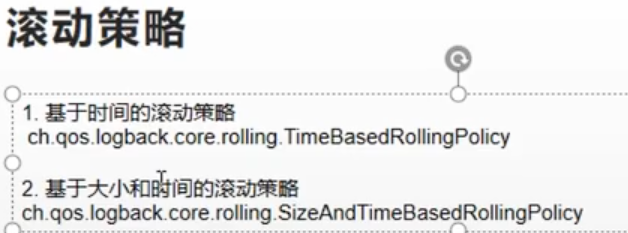 滚动策略
1. 基于时间的滚动策略
ch.qos.logback.core.rolling.TimeBasedRollingPolicy
2. 基于大小和时间的滚动策略
ch.qos.logback.core.rolling.SizeAndTimeBasedRollingPolicy